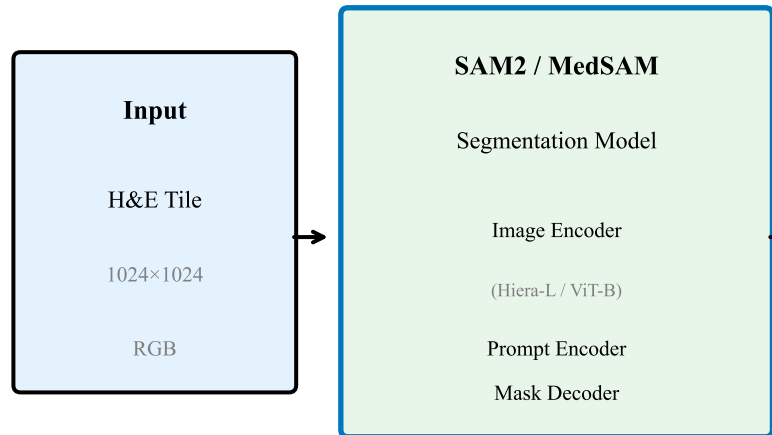 Input
H&E Tile
1024×1024
RGB
SAM2 / MedSAM
Segmentation Model
Image Encoder
(Hiera-L / ViT-B)
Prompt Encoder
Mask Decoder